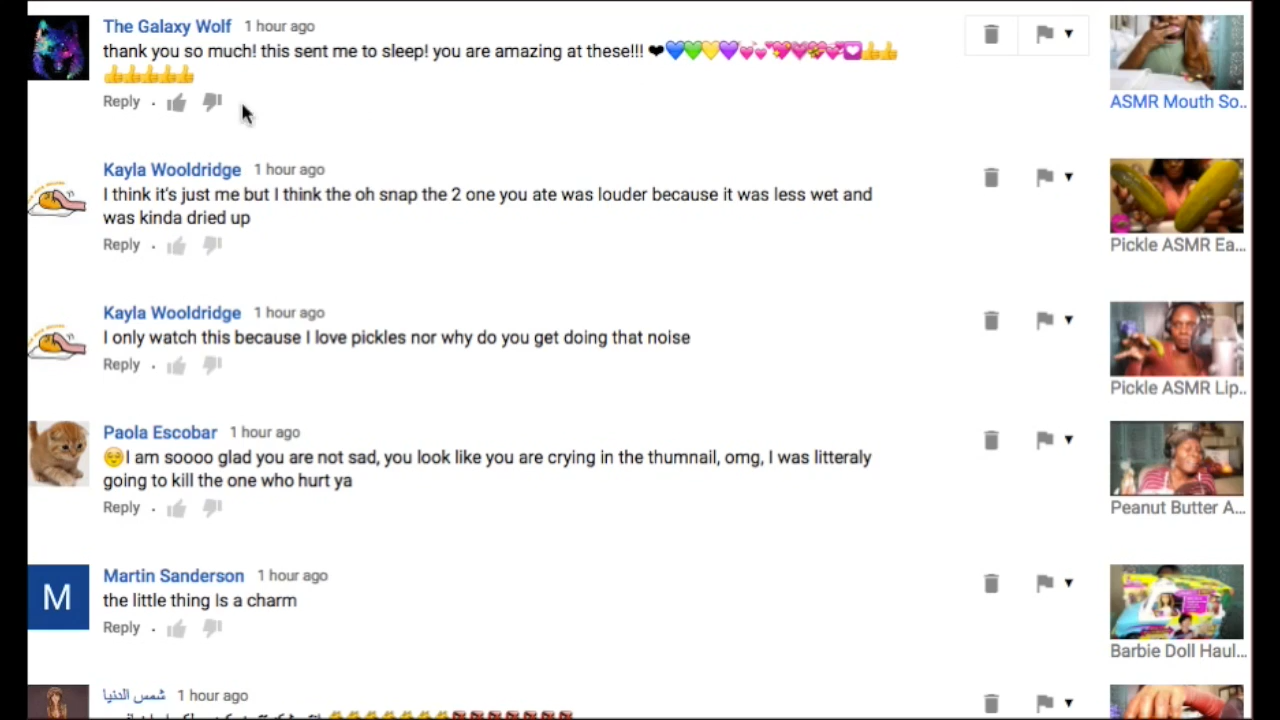 The Galaxy Wolf 1 hour ago
thank you so much! this sent me to sleep! you are amazing at these!!! ❤💙💚💛💜💕💖💗💝💞💟👍👍
👍👍👍👍👍
Reply
ASMR Mouth So..
Kayla Wooldridge 1 hour ago
I think it's just me but I think the oh snap the 2 one you ate was louder because it was less wet and
was kinda dried up
Reply
Pickle ASMR Ea...
Kayla Wooldridge 1 hour ago
I only watch this because I love pickles nor why do you get doing that noise
Reply
Pickle ASMR Lip..
Paola Escobar 1 hour ago
😌I am soooo glad you are not sad, you look like you are crying in the thumnail, omg, I was litteraly
going to kill the one who hurt ya
Reply
Peanut Butter A...
M
Martin Sanderson 1 hour ago
the little thing Is a charm
Reply
Barbie Doll Haul...
شمس الدنيا 1 hour ago